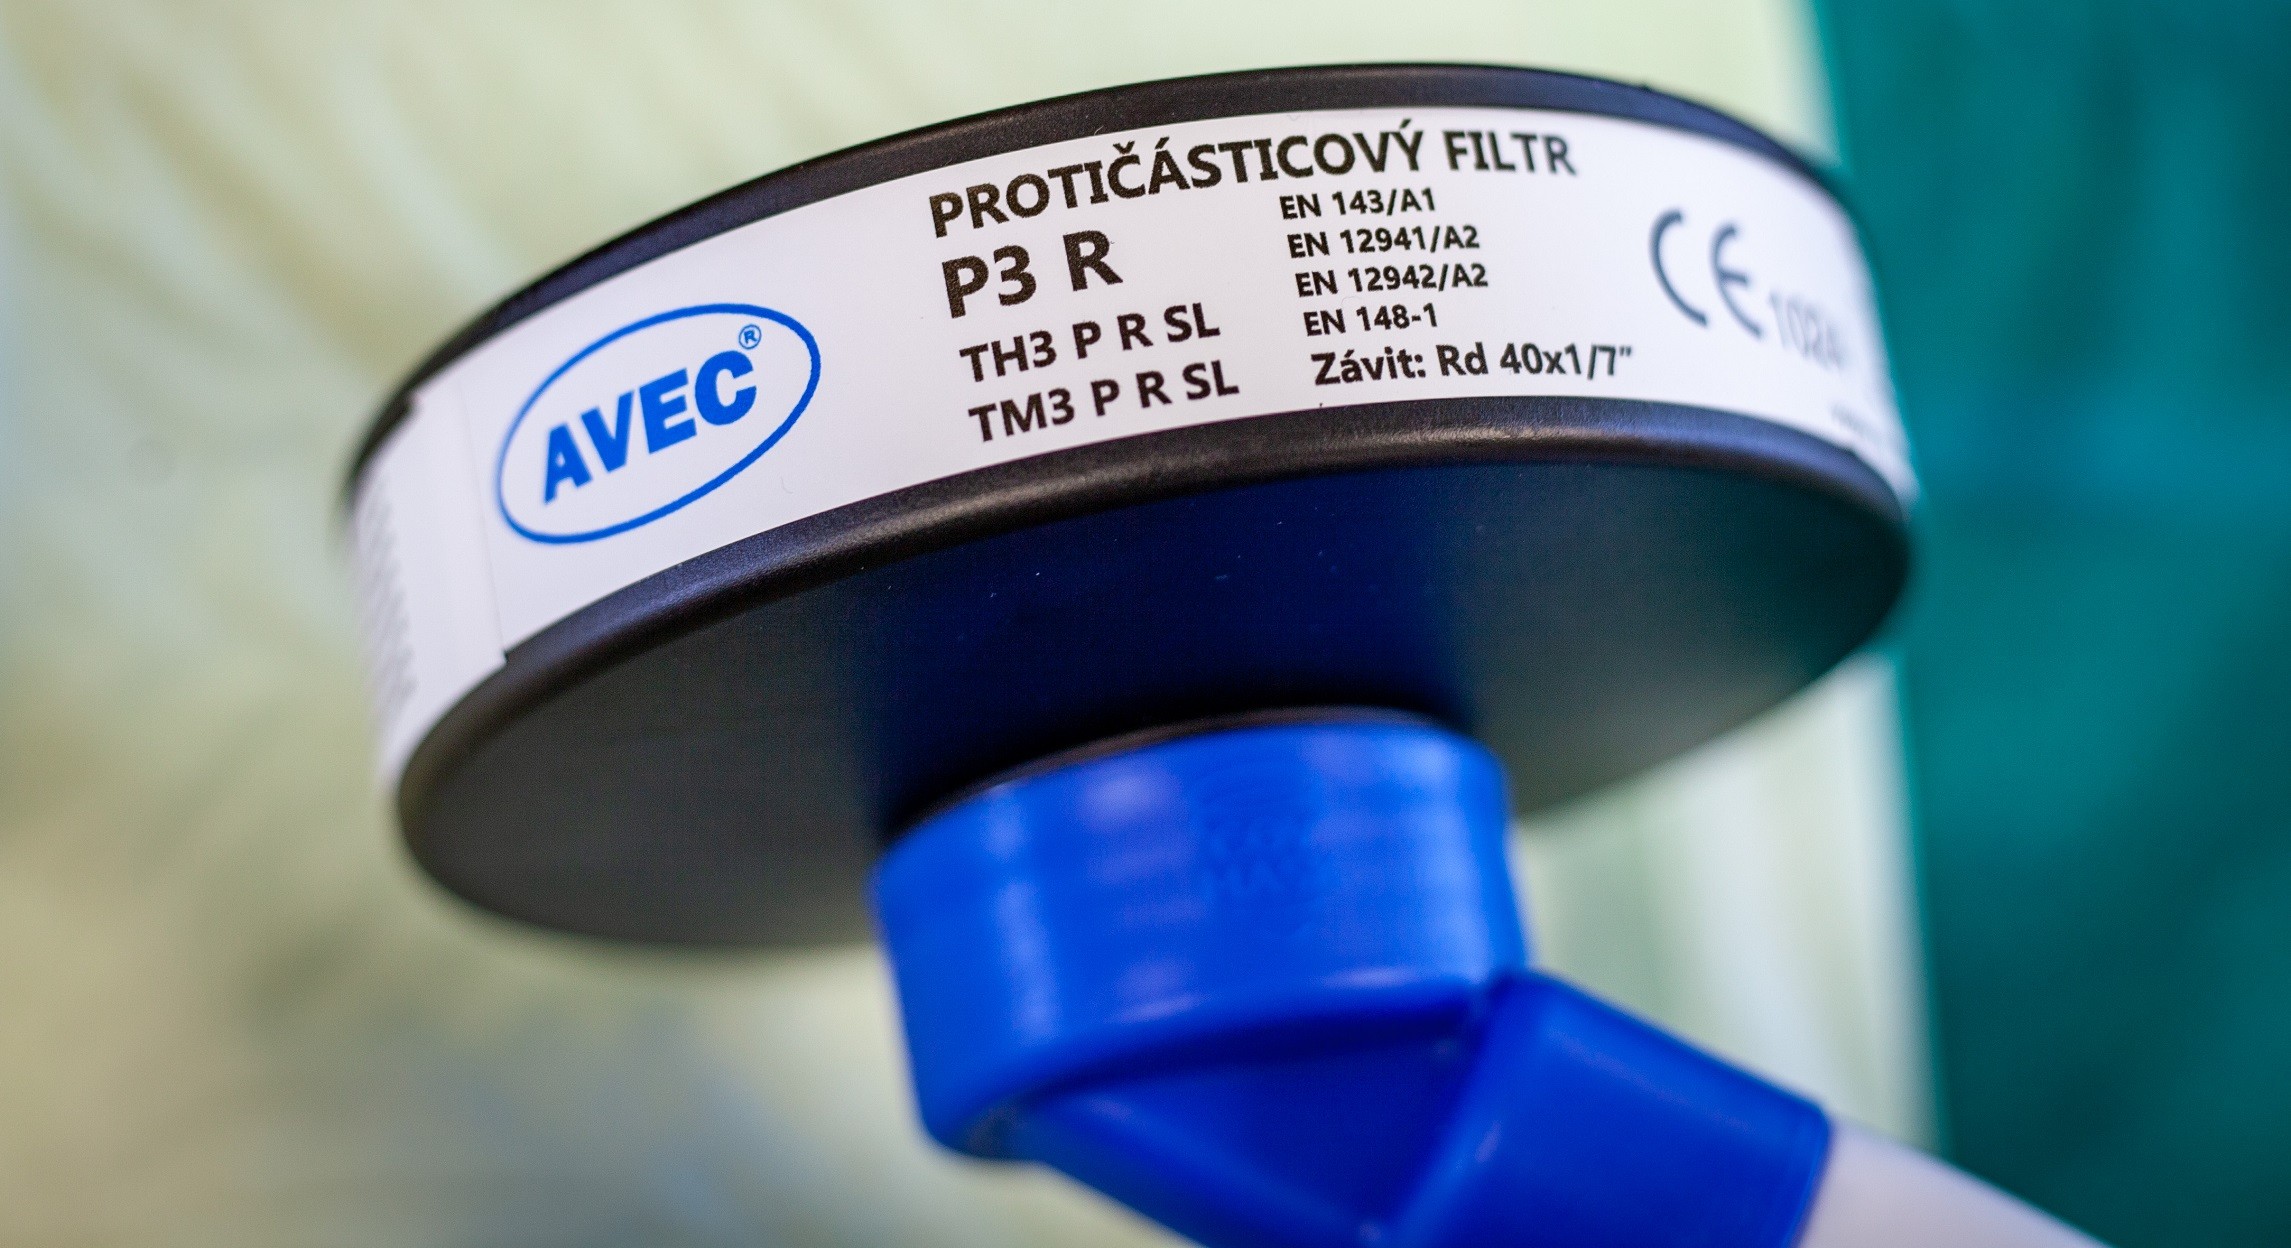 AVEC®
PROTIČÁSTICOVÝ FILTR
P3 R
TH3 P R SL
TM3 P R SL
EN 143/A1
EN 12941/A2
EN 12942/A2
EN 148-1
Závit: Rd 40x1/7"
CE 1024